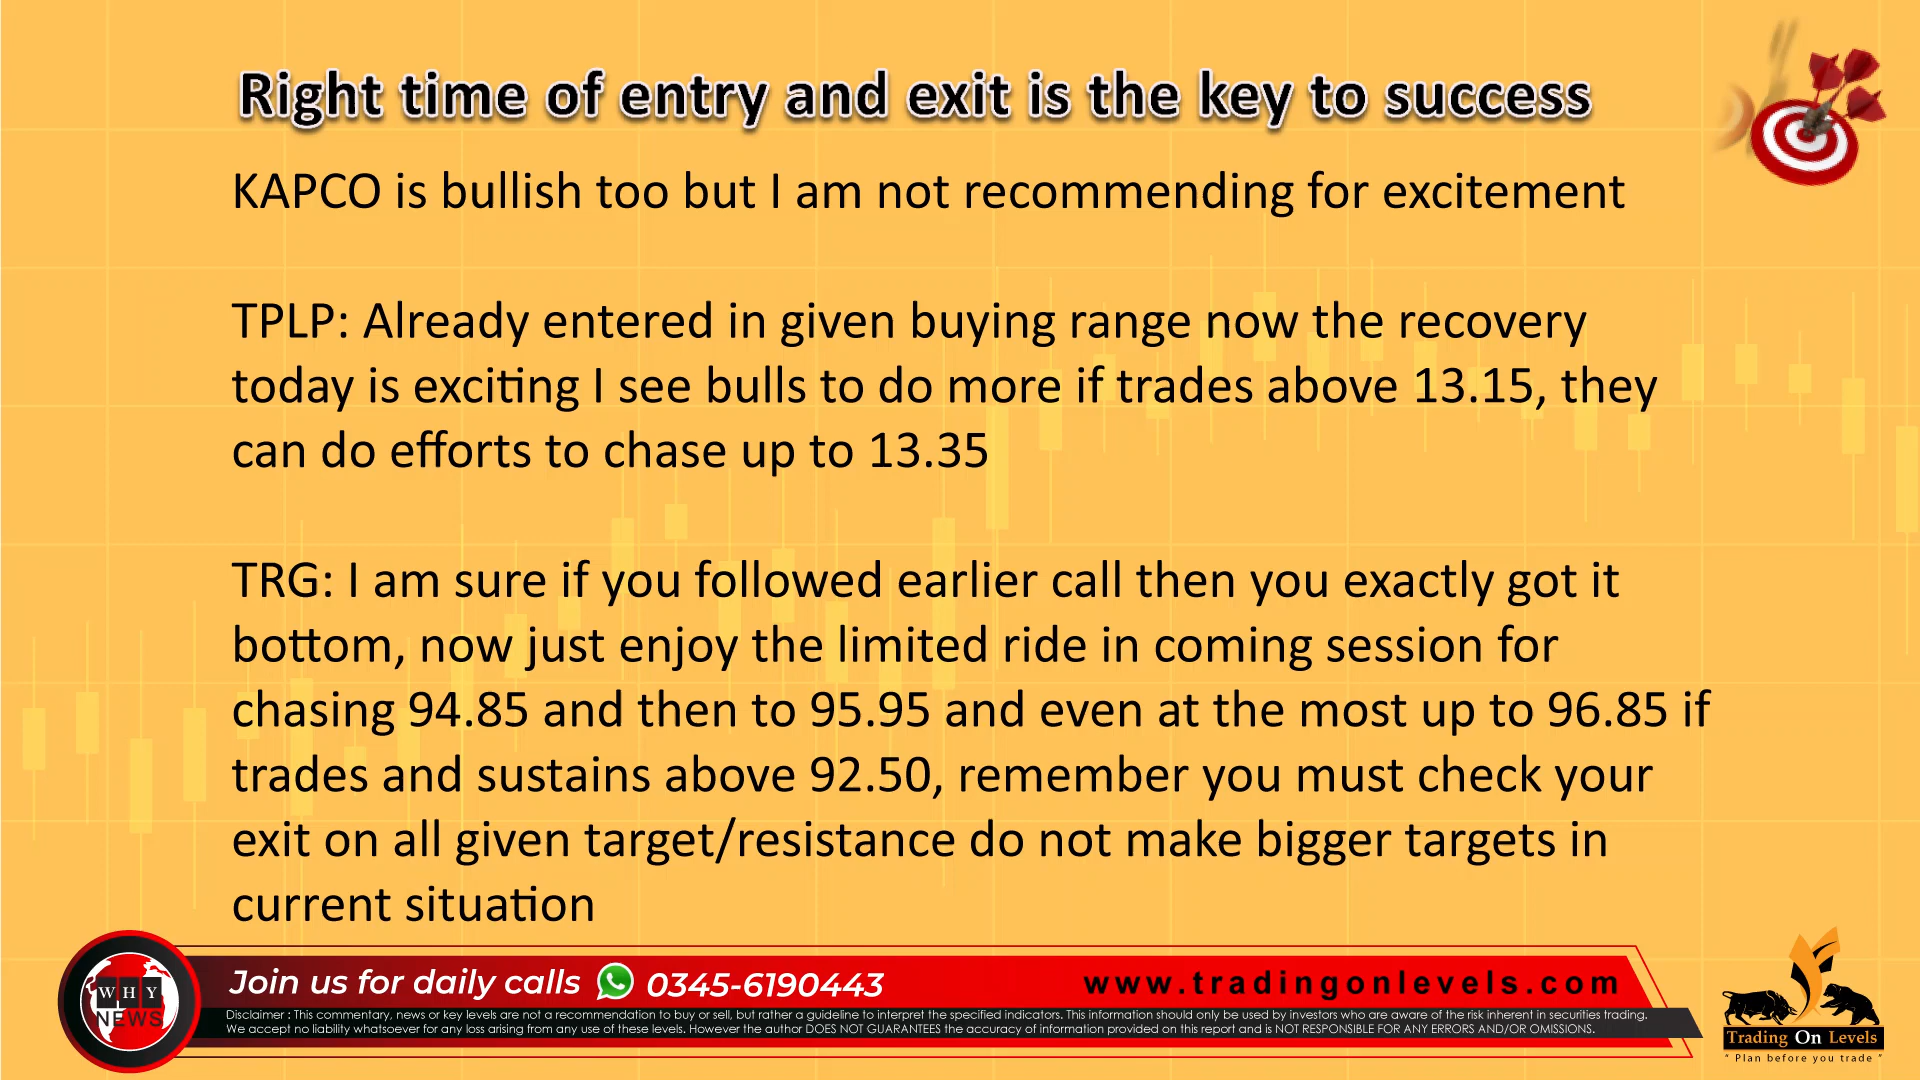 Right time of entry and exit is the key to success
KAPCO is bullish too but I am not recommending for excitement
TPLP: Already entered in given buying range now the recovery
today is exciting I see bulls to do more if trades above 13.15, they
can do efforts to chase up to 13.35
TRG: I am sure if you followed earlier call then you exactly got it
bottom, now just enjoy the limited ride in coming session for
chasing 94.85 and then to 95.95 and even at the most up to 96.85 if
trades and sustains above 92.50, remember you must check your
exit on all given target/resistance do not make bigger targets in
current situation
WHY
NEWS
Join us for daily calls 0345-6190443
www.tradingonlevels.com
Disclaimer : This commentary, news or key levels are not a recommendation to buy or sell, but rather a guideline to interpret the specified indicators. This information should only be used by investors who are aware of the risk inherent in securities trading.
We accept no liability whatsoever for any loss arising from any use of these levels. However the author DOES NOT GUARANTEES the accuracy of information provided on this report and is NOT RESPONSIBLE FOR ANY ERRORS AND/OR OMISSIONS.
Trading On Levels
" Plan before you trade "